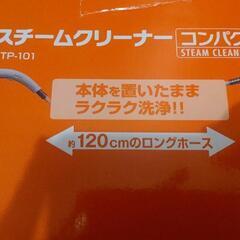 スチームクリーナー
コンパク
STEAM CLEAN
TP-101
本体を置いたまま
ラクラク洗浄!!
約120cmのロングホース